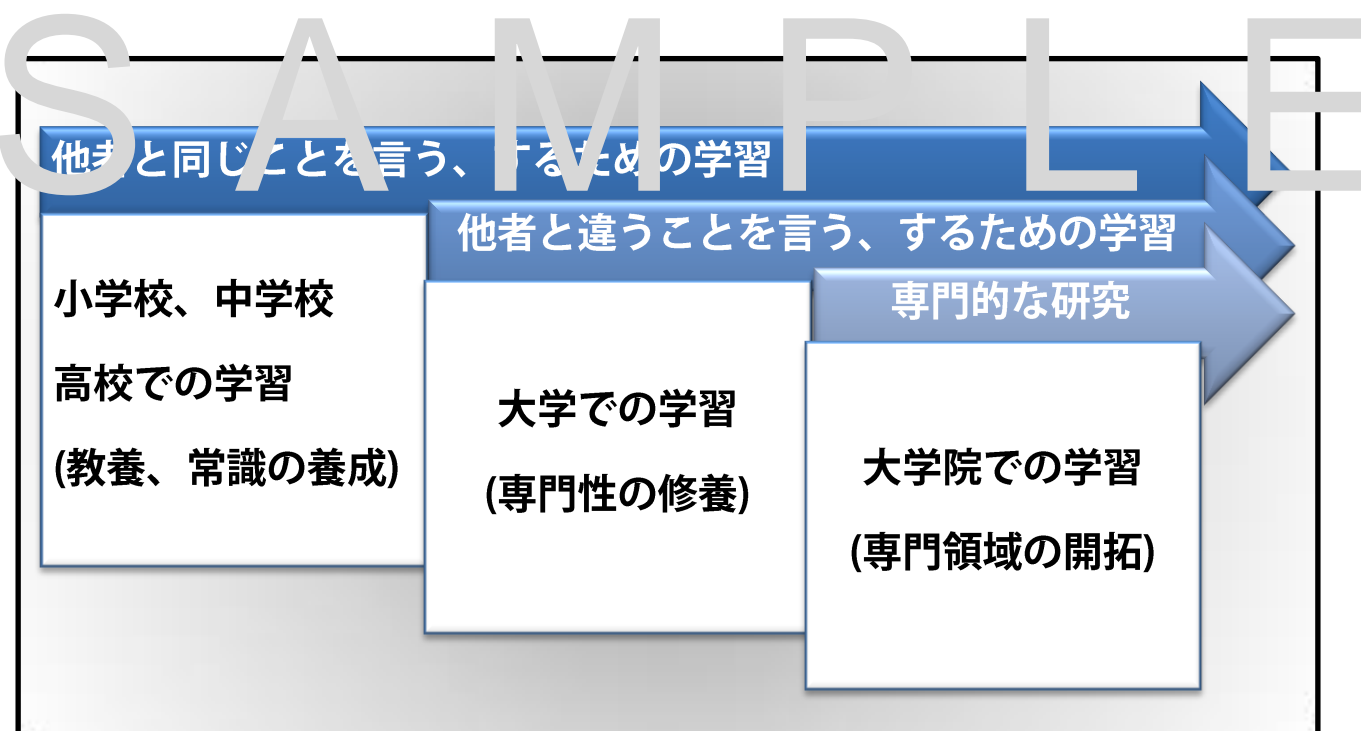 SAMPLE
他者と同じことを言う、するための学習
他者と違うことを言う、するための学習
専門的な研究
小学校、中学校
高校での学習
(教養、常識の養成)
大学での学習
(専門性の修養)
大学院での学習
(専門領域の開拓)